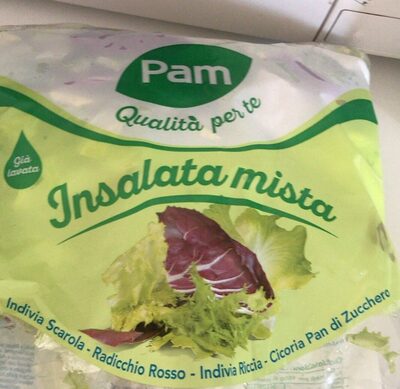 Pam
Qualità per te
Già
lavata
Insalata mista
Indivia Scarola - Radicchio Rosso - Indivia Riccia - Cicoria Pan di Zucchero